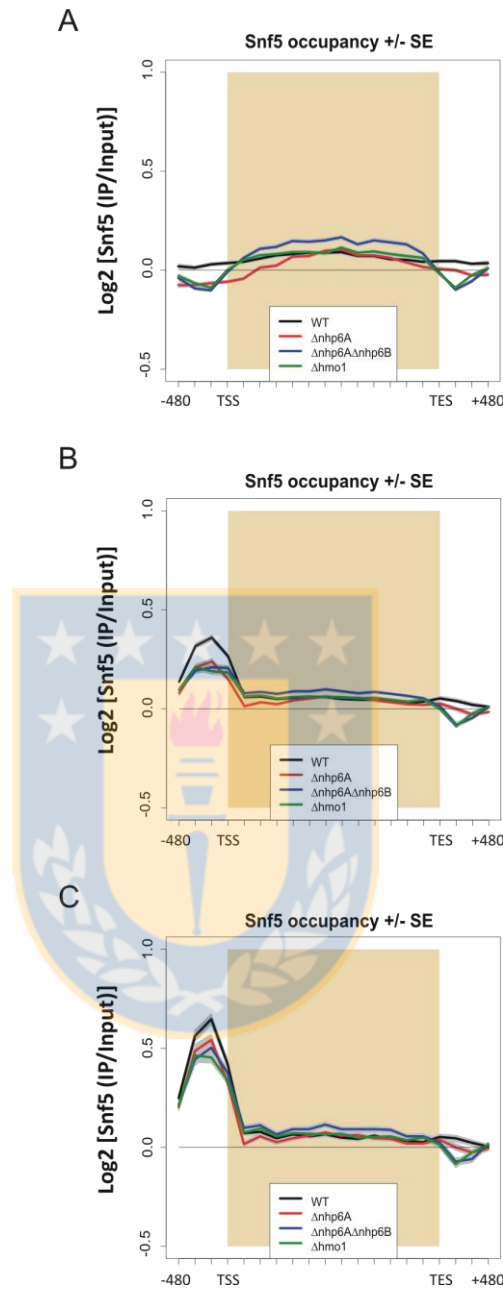 A
Snf5 occupancy +/- SE
Log2 [Snf5 (IP/Input)]
1.0
0.5
0.0
-0.5
WT
Δnhp6A
Δnhp6AΔnhp6B
Δhmo1
-480 TSS TES +480
B
Snf5 occupancy +/- SE
Log2 [Snf5 (IP/Input)]
1.0
0.5
0.0
-0.5
WT
Δnhp6A
Δnhp6AΔnhp6B
Δhmo1
-480 TSS TES +480
C
Snf5 occupancy +/- SE
Log2 [Snf5 (IP/Input)]
1.0
0.5
0.0
-0.5
WT
Δnhp6A
Δnhp6AΔnhp6B
Δhmo1
-480 TSS TES +480